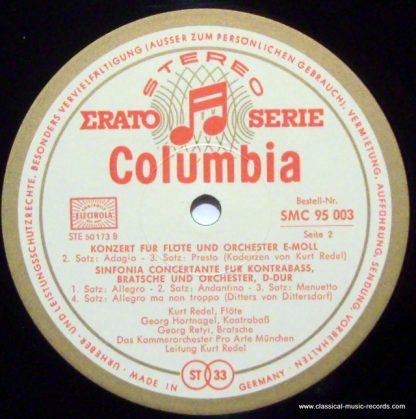 URHEBER- UND LEISTUNGSSCHUTZRECHTE, BESONDERS VERVIELFÄLTIGUNG (AUSSER ZUM PERSÖNLICHEN GEBRAUCH), VERMIETUNG, AUFFÜHRUNG, SENDUNG, VORBEHALTEN ·
STEREO
ERATO SERIE
Columbia
ELECTROLA
STE 50173 B
Bestell-Nr.
SMC 95 003
Seite 2
KONZERT FÜR FLÖTE UND ORCHESTER E-MOLL
2. Satz: Adagio - 3. Satz: Presto (Kadenzen von Kurt Redel)
SINFONIA CONCERTANTE FÜR KONTRABASS,
BRATSCHE UND ORCHESTER, D-DUR
1. Satz: Allegro - 2. Satz: Andantino - 3. Satz: Menuetto
4. Satz: Allegro ma non troppo (Ditters von Dittersdorf)
Kurt Redel, Flöte
Georg Hortnagel, Kontrabaß
Georg Retyi, Bratsche
Das Kammerorchester Pro Arte München
Leitung Kurt Redel
ST 33
MADE IN GERMANY
www.classical-music-records.com